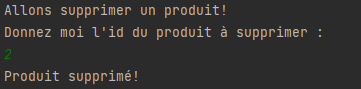 Allons supprimer un produit!
Donnez moi l'id du produit à supprimer :
2
Produit supprimé!